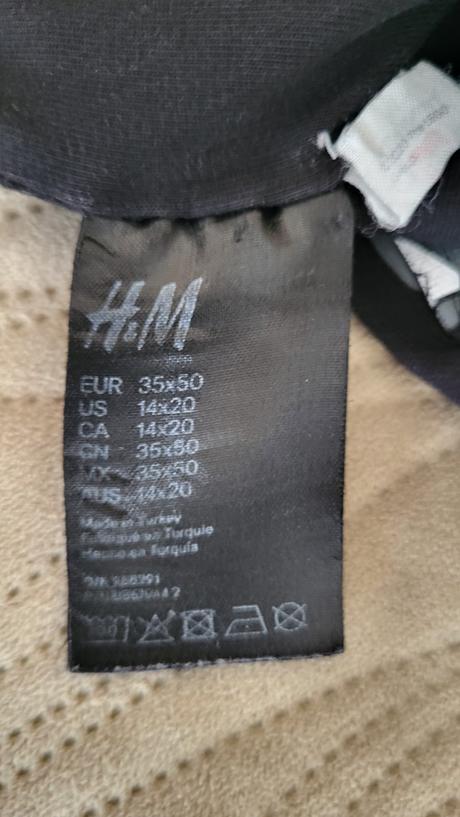 H&M
EUR 35x50
US 14x20
CA 14x20
CN 35x50
MX 35x50
AUS 14x20
Made in Turkey
Fabriqué en Turquie
Hecho en Turquía